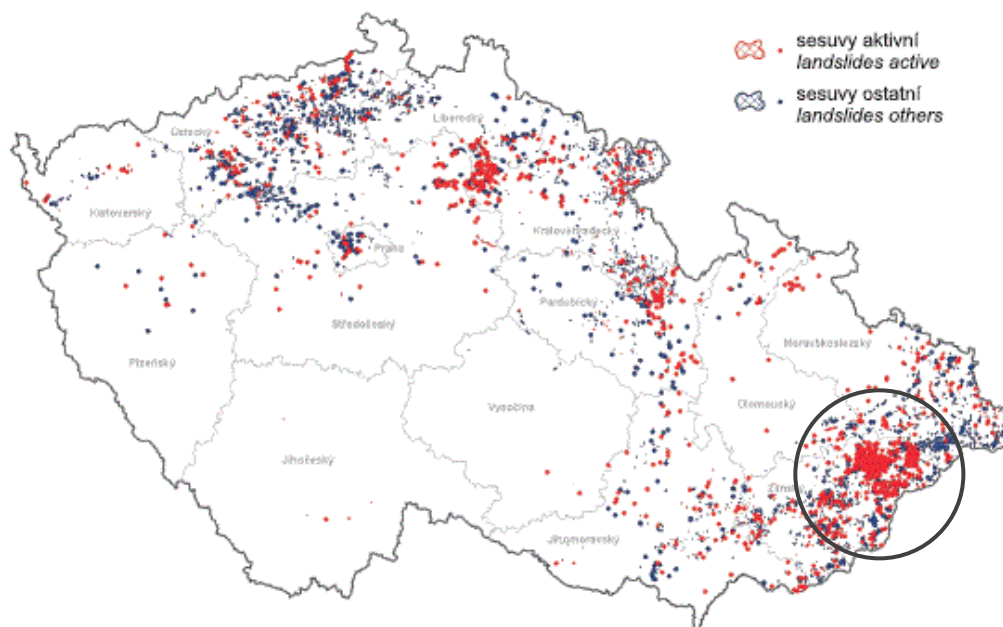 sesuvy aktivní
landslides active
sesuvy ostatní
landslides others
Liberecký
Ústecký
Karlovarský
Královéhradecký
Praha
Pardubický
Středočeský
Moravskoslezský
Plzeňský
Olomoucký
Vysočina
Jihočeský
Zlínský
Jihomoravský